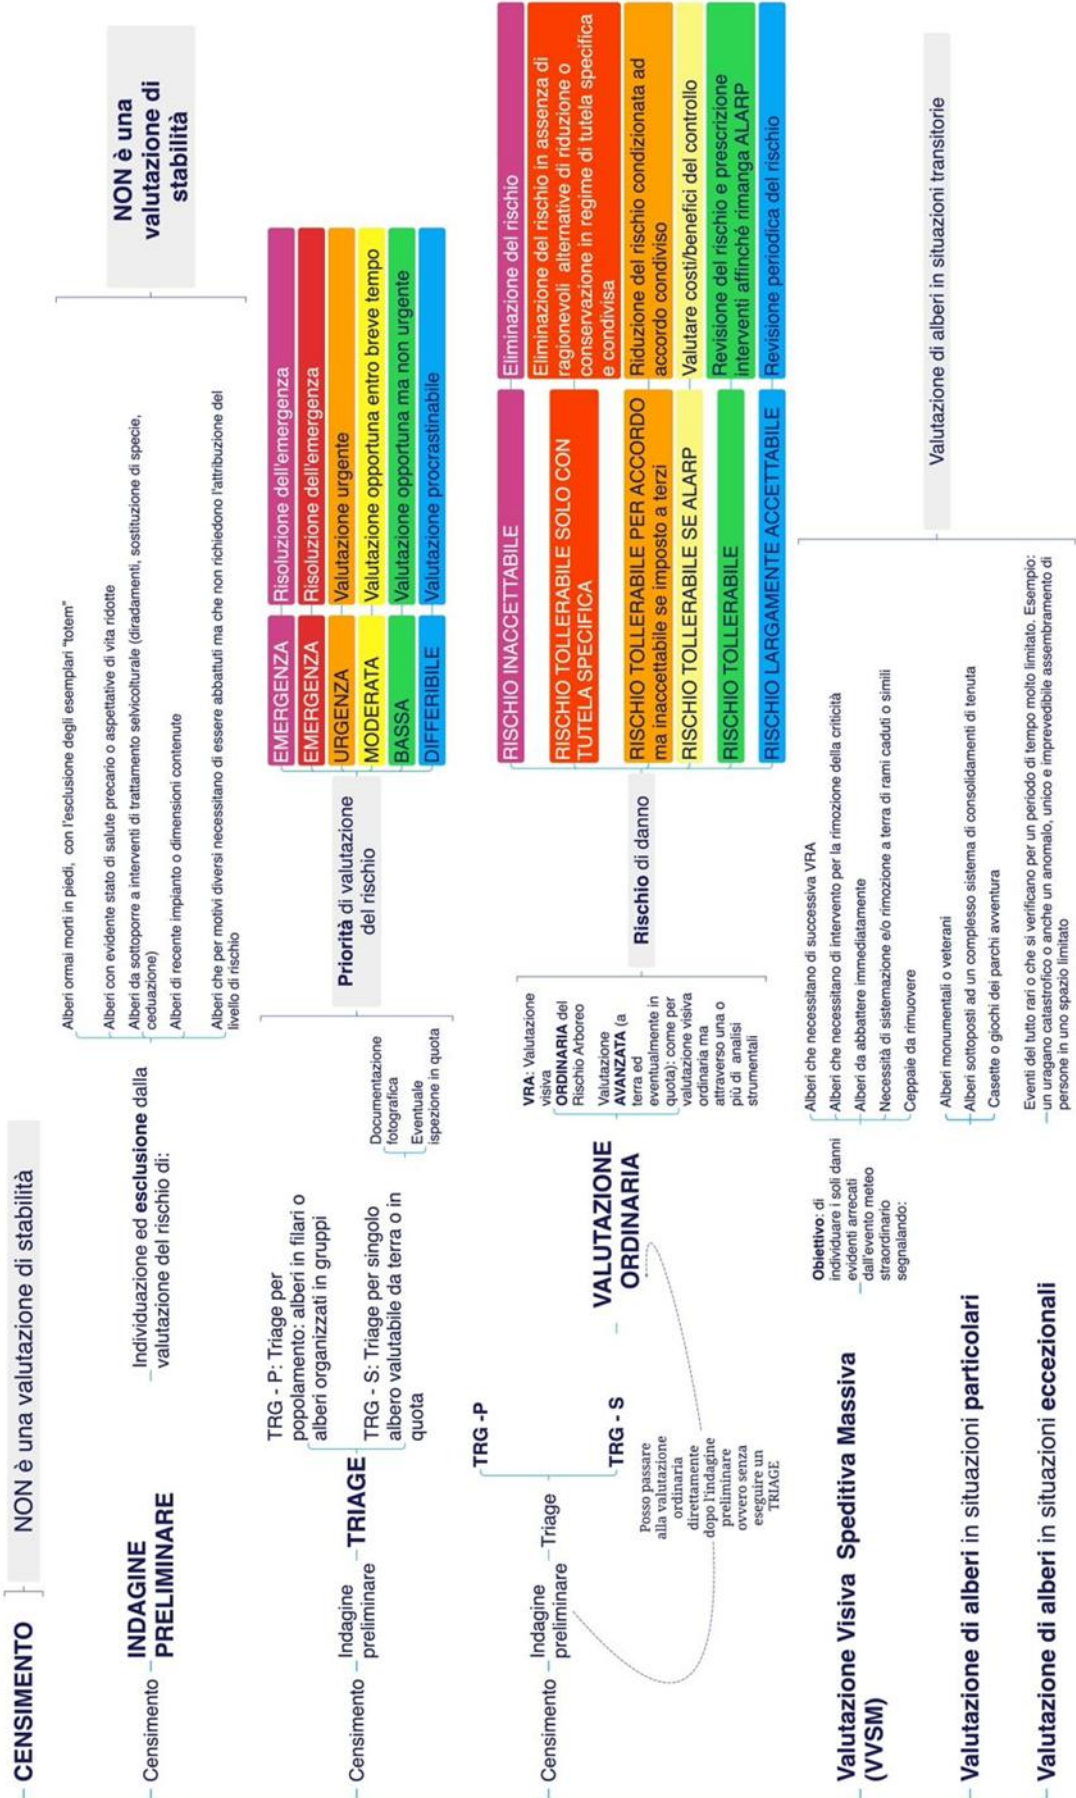 CENSIMENTO
NON è una valutazione di stabilità
Censimento
INDAGINE
PRELIMINARE
Individuazione ed esclusione dalla
valutazione del rischio di:
Alberi ormai morti in piedi, con l'esclusione degli esemplari “totem”
Alberi con evidente stato di salute precario o aspettative di vita ridotte
Alberi da sottoporre a interventi di trattamento selvicolturale (diradamenti, sostituzione di specie,
ceduazione)
Alberi di recente impianto o dimensioni contenute
Alberi che per motivi diversi necessitano di essere abbattuti ma che non richiedono l'attribuzione del
livello di rischio
NON è una
valutazione di
stabilità
Censimento
Indagine
preliminare
TRIAGE
TRG - P: Triage per
popolamento: alberi in filari o
alberi organizzati in gruppi
TRG - S: Triage per singolo
albero valutabile da terra o in
quota
Documentazione
fotografica
Eventuale
ispezione in quota
Priorità di valutazione
del rischio
EMERGENZA
Risoluzione dell'emergenza
EMERGENZA
Risoluzione dell'emergenza
URGENZA
Valutazione urgente
MODERATA
Valutazione opportuna entro breve tempo
BASSA
Valutazione opportuna ma non urgente
DIFFERIBILE
Valutazione procrastinabile
Censimento
Indagine
preliminare
Triage
TRG -P
TRG - S
Posso passare
alla valutazione
ordinaria
direttamente
dopo l'indagine
preliminare
ovvero senza
eseguire un
TRIAGE
VALUTAZIONE
ORDINARIA
VRA: Valutazione
visiva
ORDINARIA del
Rischio Arboreo
Valutazione
AVANZATA (a
terra ed
eventualmente in
quota): come per
valutazione visiva
ordinaria ma
attraverso una o
più di analisi
strumentali
Rischio di danno
RISCHIO INACCETTABILE
Eliminazione del rischio
RISCHIO TOLLERABILE SOLO CON
TUTELA SPECIFICA
Eliminazione del rischio in assenza di
ragionevoli alternative di riduzione o
conservazione in regime di tutela specifica
e condivisa
RISCHIO TOLLERABILE PER ACCORDO
ma inaccettabile se imposto a terzi
Riduzione del rischio condizionata ad
accordo condiviso
RISCHIO TOLLERABILE SE ALARP
Valutare costi/benefici del controllo
RISCHIO TOLLERABILE
Revisione del rischio e prescrizione
interventi affinché rimanga ALARP
RISCHIO LARGAMENTE ACCETTABILE
Revisione periodica del rischio
Valutazione Visiva Speditiva Massiva
(VVSM)
Obiettivo: di
individuare i soli danni
evidenti arrecati
dall'evento meteo
straordinario
segnalando:
Alberi che necessitano di successiva VRA
Alberi che necessitano di intervento per la rimozione della criticità
Alberi da abbattere immediatamente
Necessità di sistemazione e/o rimozione a terra di rami caduti o simili
Ceppaie da rimuovere
Valutazione di alberi in situazioni particolari
Alberi monumentali o veterani
Alberi sottoposti ad un complesso sistema di consolidamenti di tenuta
Casette o giochi dei parchi avventura
Valutazione di alberi in situazioni eccezionali
Eventi del tutto rari o che si verificano per un periodo di tempo molto limitato. Esempio:
un uragano catastrofico o anche un anomalo, unico e imprevedibile assembramento di
persone in uno spazio limitato
Valutazione di alberi in situazioni transitorie